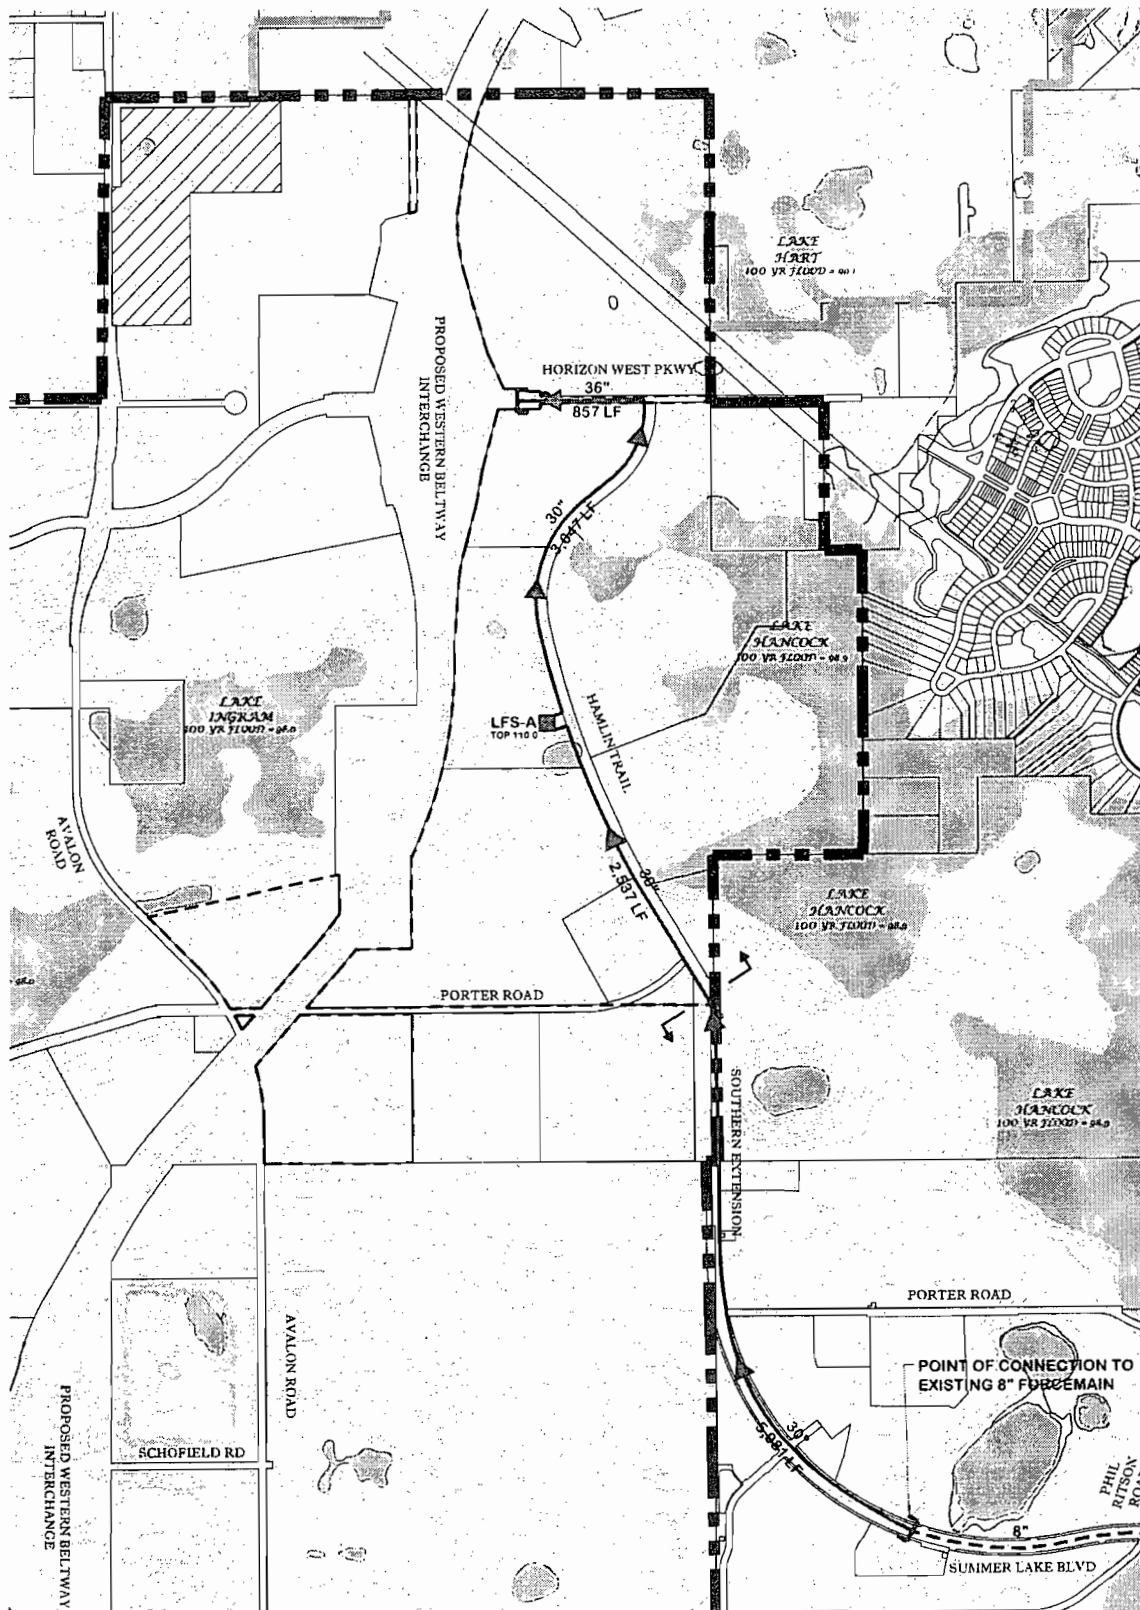 LAKE
HART
100 YR FLOOD = 90.1
PROPOSED WESTERN BELTWAY
INTERCHANGE
HORIZON WEST PKWY
36"
857 LF
30"
3,047 LF
LAKE
HANCOCK
100 YR FLOOD = 98.9
LAKE
INGRAM
100 YR FLOOD = 98.0
LFS-A
TOP 110.0
HAMLIN TRAIL
AVALON
ROAD
2,537 LF
LAKE
HANCOCK
100 YR FLOOD = 98.9
PORTER ROAD
SOUTHERN EXTENSION
LAKE
HANCOCK
100 YR FLOOD = 98.9
PORTER ROAD
AVALON ROAD
POINT OF CONNECTION TO
EXISTING 8" FORCEMAIN
PROPOSED WESTERN BELTWAY
INTERCHANGE
SCHOFIELD RD
30"
5,981 LF
PHIL
RITSON
8"
SUMMER LAKE BLVD